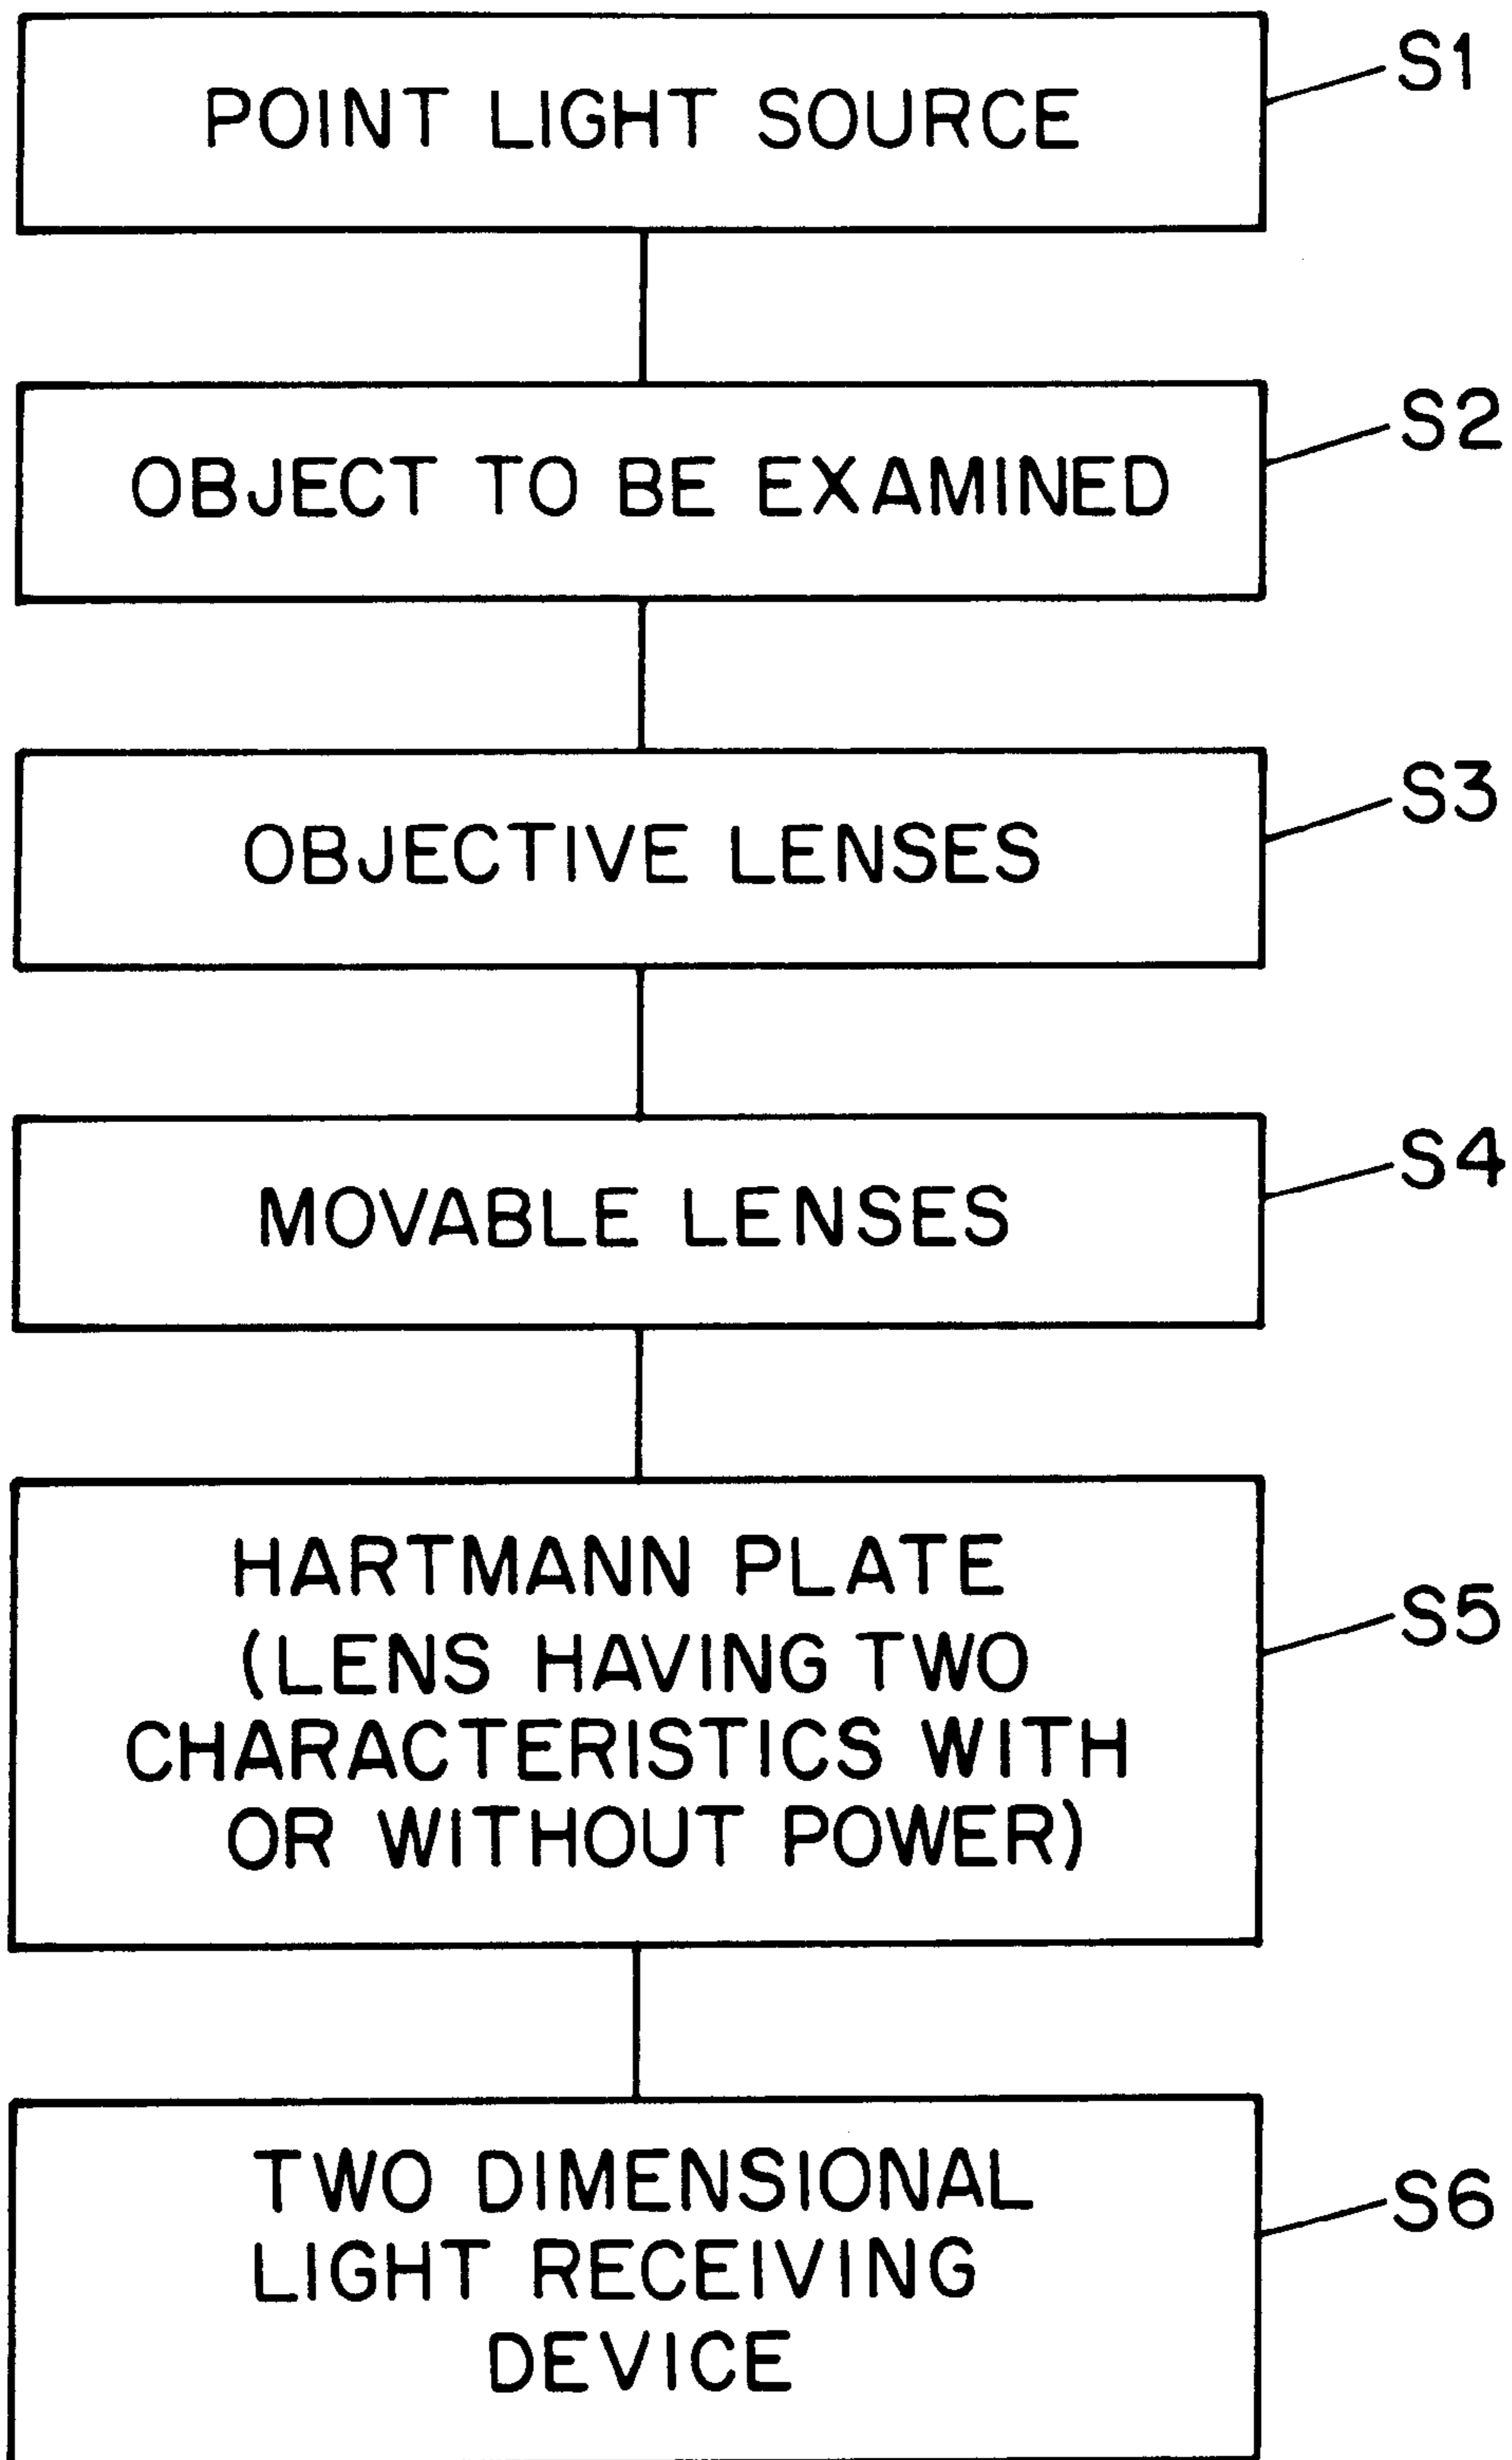 POINT LIGHT SOURCE
S1
OBJECT TO BE EXAMINED
S2
OBJECTIVE LENSES
S3
MOVABLE LENSES
S4
HARTMANN PLATE
(LENS HAVING TWO
CHARACTERISTICS WITH
OR WITHOUT POWER)
S5
TWO DIMENSIONAL
LIGHT RECEIVING
DEVICE
S6